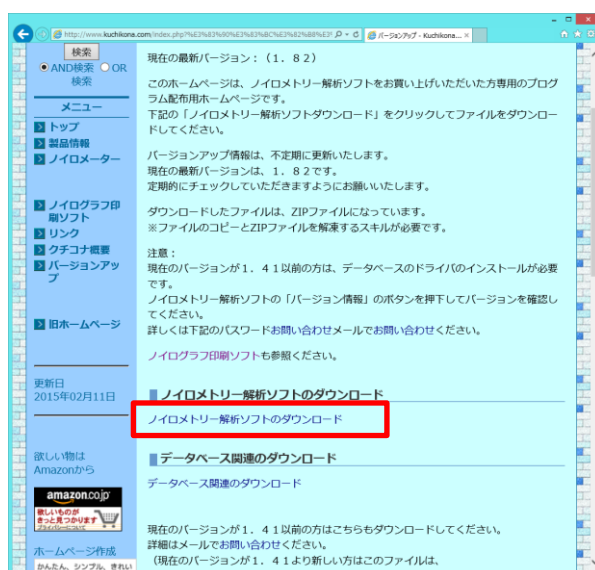 http://www.kuchikona.com/index.php?%E3%83%90%E3%83%BC%E3%82%B8%E3%
バージョンアップ - Kuchikona...
検索
AND検索 OR
検索
メニュー
トップ
製品情報
ノイロメーター
ノイログラフ印
刷ソフト
リンク
クチコナ概要
バージョンアッ
プ
旧ホームページ
更新日
2015年02月11日
欲しい物は
Amazonから
amazon.co.jp
欲しいものが
きっと見つかります
プライバシーについて
ホームページ作成
かんたん、シンプル、きれい
現在の最新バージョン：（１．８２）
このホームページは、ノイロメトリー解析ソフトをお買い上げいただいた方専用のプログ
ラム配布用ホームページです。
下記の「ノイロメトリー解析ソフトダウンロード」をクリックしてファイルをダウンロー
ドしてください。
バージョンアップ情報は、不定期に更新いたします。
現在の最新バージョンは、１．８２です。
定期的にチェックしていただきますようにお願いいたします。
ダウンロードしたファイルは、ZIPファイルになっています。
※ファイルのコピーとZIPファイルを解凍するスキルが必要です。
注意：
現在のバージョンが１．４１以前の方は、データベースのドライバのインストールが必要
です。
ノイロメトリー解析ソフトの「バージョン情報」のボタンを押下してバージョンを確認し
てください。
詳しくは下記のパスワードお問い合わせメールでお問い合わせください。
ノイログラフ印刷ソフトも参照ください。
ノイロメトリー解析ソフトのダウンロード
ノイロメトリー解析ソフトのダウンロード
データベース関連のダウンロード
データベース関連のダウンロード
現在のバージョンが１．４１以前の方はこちらもダウンロードしてください。
詳細はメールでお問い合わせください。
（現在のバージョンが１．４１より新しい方はこのファイルは、